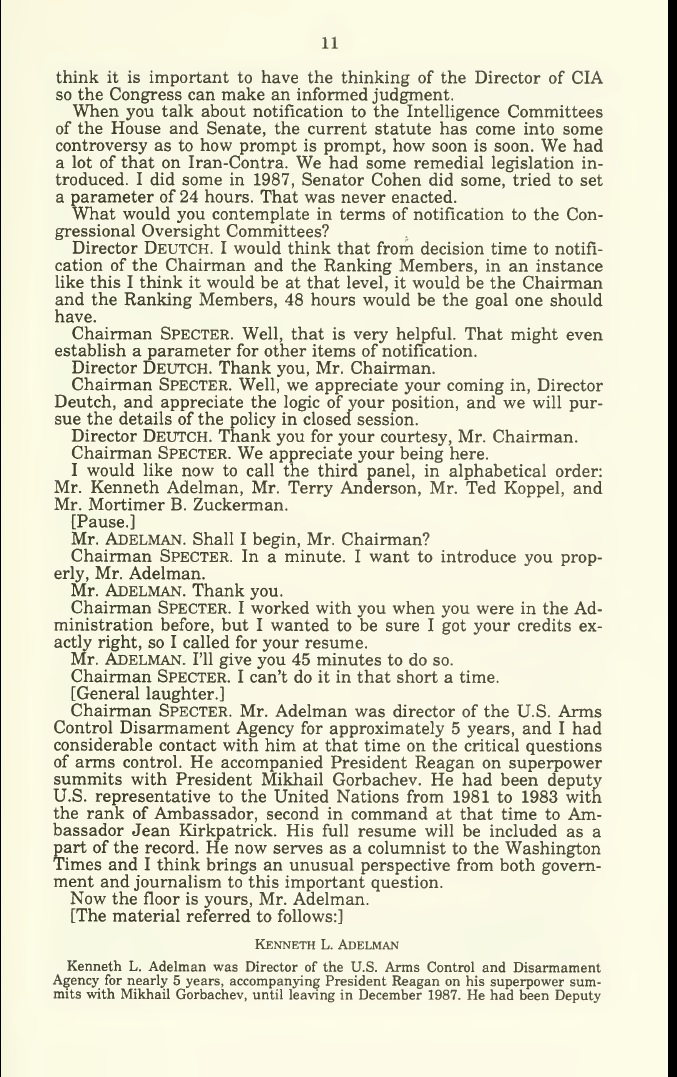 11
think it is important to have the thinking of the Director of CIA
so the Congress can make an informed judgment.
When you talk about notification to the Intelligence Committees
of the House and Senate, the current statute has come into some
controversy as to how prompt is prompt, how soon is soon. We had
a lot of that on Iran-Contra. We had some remedial legislation in-
troduced. I did some in 1987, Senator Cohen did some, tried to set
a parameter of 24 hours. That was never enacted.
What would you contemplate in terms of notification to the Con-
gressional Oversight Committees?
Director DEUTCH. I would think that from decision time to notifi-
cation of the Chairman and the Ranking Members, in an instance
like this I think it would be at that level, it would be the Chairman
and the Ranking Members, 48 hours would be the goal one should
have.
Chairman SPECTER. Well, that is very helpful. That might even
establish a parameter for other items of notification.
Director DEUTCH. Thank you, Mr. Chairman.
Chairman SPECTER. Well, we appreciate your coming in, Director
Deutch, and appreciate the logic of your position, and we will pur-
sue the details of the policy in closed session.
Director DEUTCH. Thank you for your courtesy, Mr. Chairman.
Chairman SPECTER. We appreciate your being here.
I would like now to call the third panel, in alphabetical order:
Mr. Kenneth Adelman, Mr. Terry Anderson, Mr. Ted Koppel, and
Mr. Mortimer B. Zuckerman.
[Pause.]
Mr. ADELMAN. Shall I begin, Mr. Chairman?
Chairman SPECTER. In a minute. I want to introduce you prop-
erly, Mr. Adelman.
Mr. ADELMAN. Thank you.
Chairman SPECTER. I worked with you when you were in the Ad-
ministration before, but I wanted to be sure I got your credits ex-
actly right, so I called for your resume.
Mr. ADELMAN. I'll give you 45 minutes to do so.
Chairman SPECTER. I can't do it in that short a time.
[General laughter.]
Chairman SPECTER. Mr. Adelman was director of the U.S. Arms
Control Disarmament Agency for approximately 5 years, and I had
considerable contact with him at that time on the critical questions
of arms control. He accompanied President Reagan on superpower
summits with President Mikhail Gorbachev. He had been deputy
U.S. representative to the United Nations from 1981 to 1983 with
the rank of Ambassador, second in command at that time to Am-
bassador Jean Kirkpatrick. His full resume will be included as a
part of the record. He now serves as a columnist to the Washington
Times and I think brings an unusual perspective from both govern-
ment and journalism to this important question.
Now the floor is yours, Mr. Adelman.
[The material referred to follows:]
KENNETH L. ADELMAN
Kenneth L. Adelman was Director of the U.S. Arms Control and Disarmament
Agency for nearly 5 years, accompanying President Reagan on his superpower sum-
mits with Mikhail Gorbachev, until leaving in December 1987. He had been Deputy